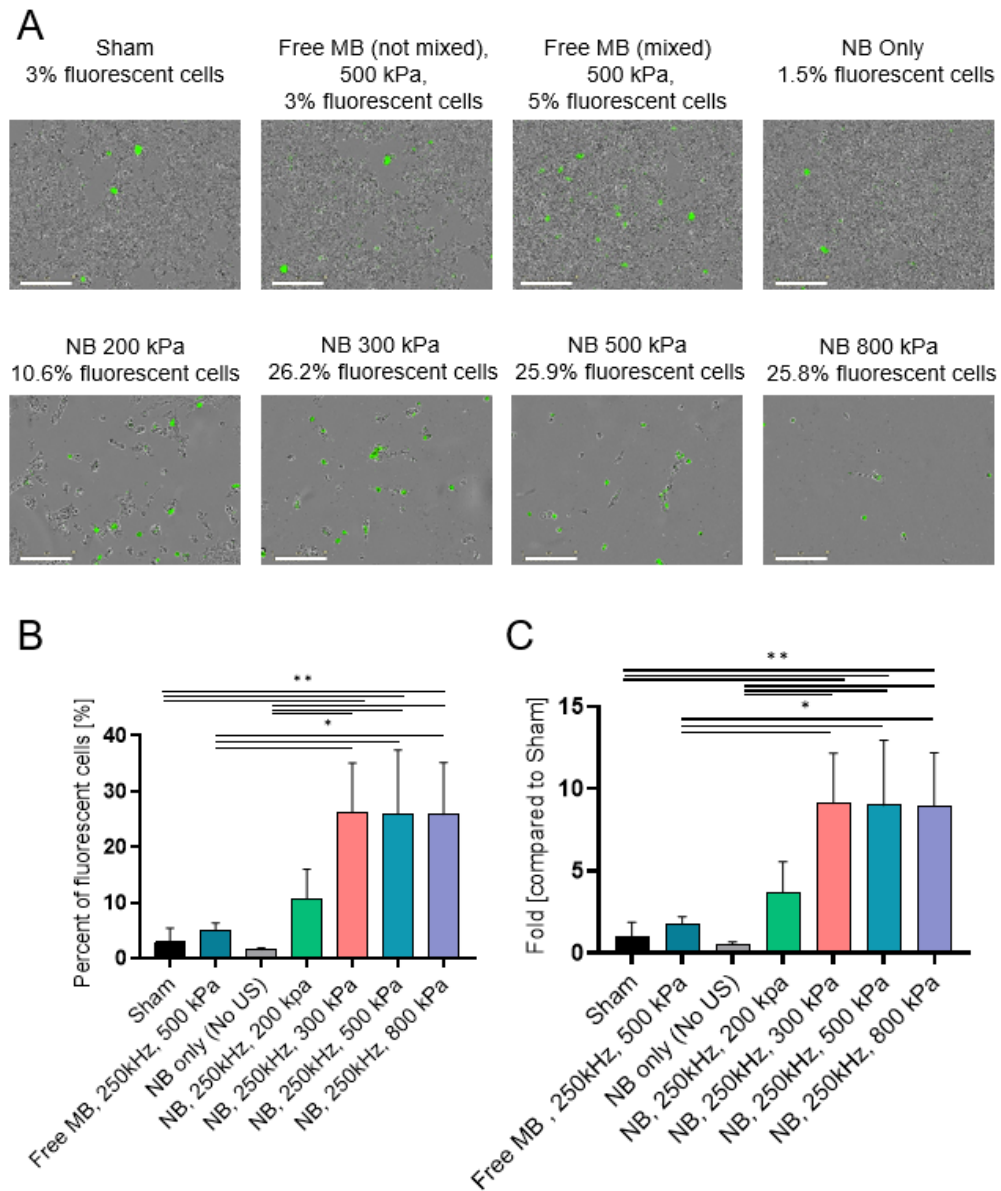 A
Sham
3% fluorescent cells
Free MB (not mixed),
500 kPa,
3% fluorescent cells
Free MB (mixed)
500 kPa,
5% fluorescent cells
NB Only
1.5% fluorescent cells
NB 200 kPa
10.6% fluorescent cells
NB 300 kPa
26.2% fluorescent cells
NB 500 kPa
25.9% fluorescent cells
NB 800 kPa
25.8% fluorescent cells
B
Percent of fluorescent cells [%]
40
30
20
10
0
**
*
Sham
Free MB, 250kHz, 500 kPa
NB only (No US)
NB, 250kHz, 200 kpa
NB, 250kHz, 300 kPa
NB, 250kHz, 500 kPa
NB, 250kHz, 800 kPa
C
Fold [compared to Sham]
15
10
5
0
**
*
Sham
Free MB , 250kHz, 500 kPa
NB only (No US)
NB, 250kHz, 200 kpa
NB, 250kHz, 300 kPa
NB, 250kHz, 500 kPa
NB, 250kHz, 800 kPa